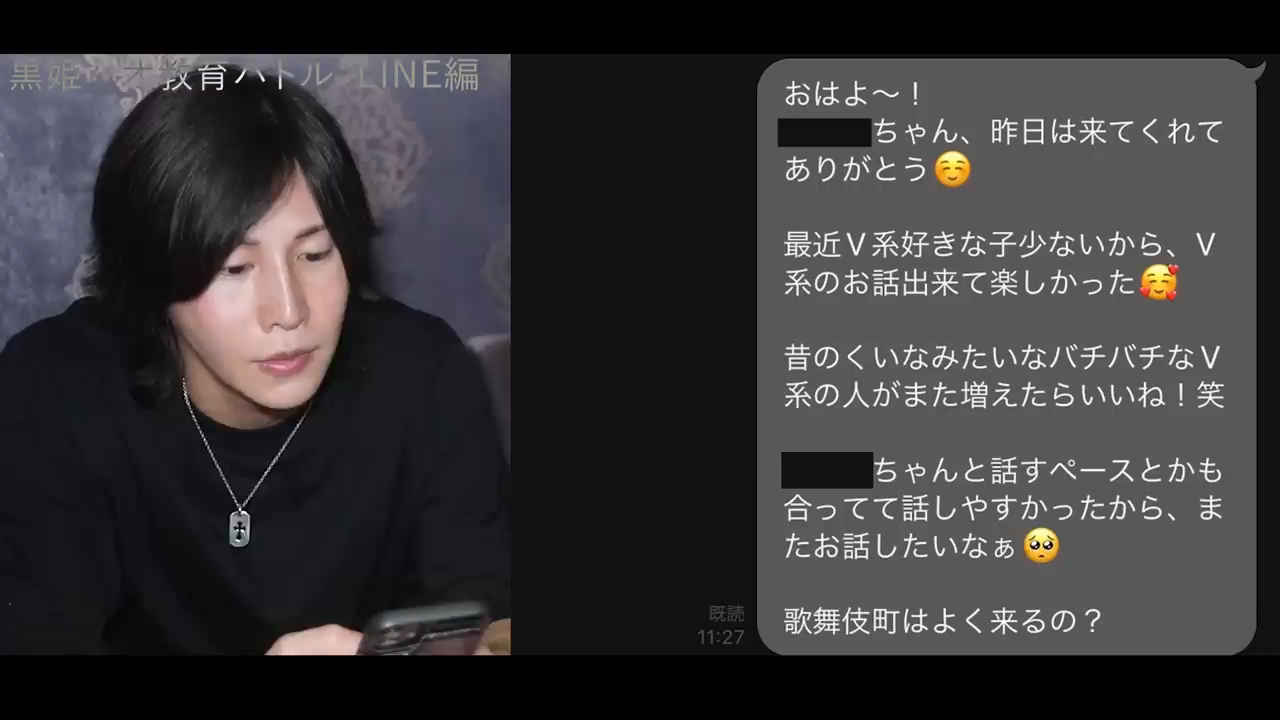 黒姫 教育バトル LINE編
おはよ〜！
ちゃん、昨日は来てくれて
ありがとう☺️
最近Ｖ系好きな子少ないから、Ｖ
系のお話出来て楽しかった🥰
昔のくいなみたいなバチバチなＶ
系の人がまた増えたらいいね！笑
ちゃんと話すペースとかも
合ってて話しやすかったから、ま
たお話したいなぁ🥺
歌舞伎町はよく来るの？
既読
11:27